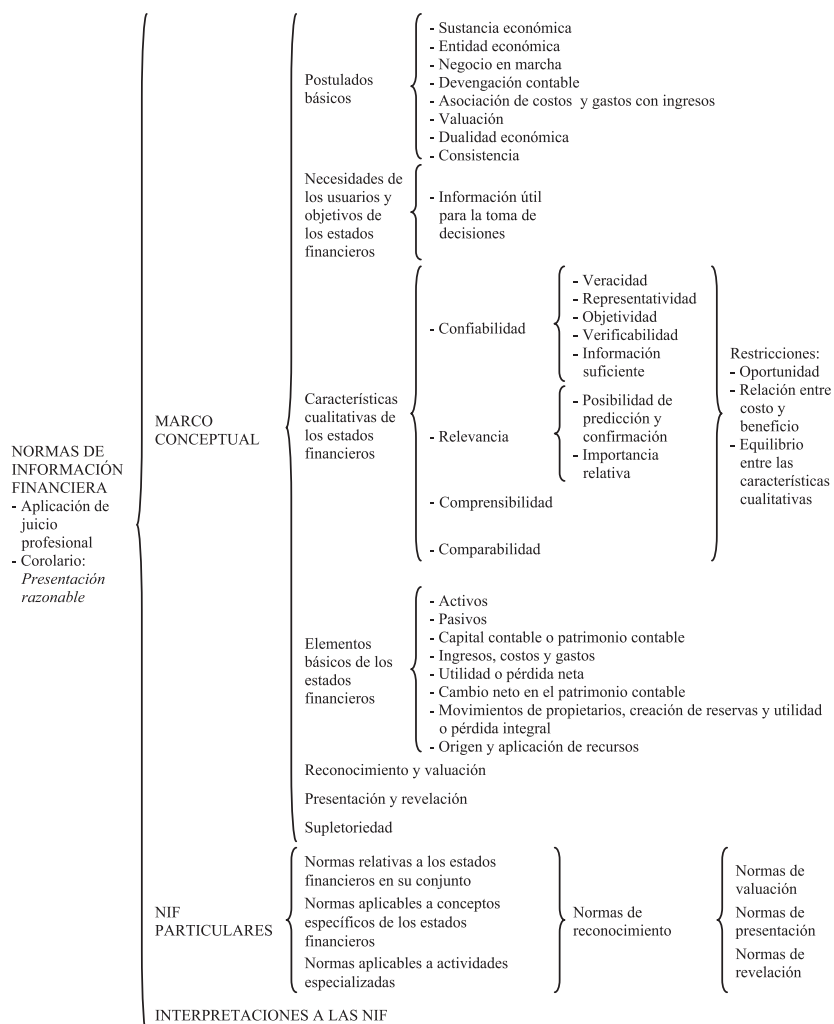 NORMAS DE
INFORMACIÓN
FINANCIERA
- Aplicación de
juicio
profesional
- Corolario:
Presentación
razonable
MARCO
CONCEPTUAL
Postulados
básicos
- Sustancia económica
- Entidad económica
- Negocio en marcha
- Devengación contable
- Asociación de costos y gastos con ingresos
- Valuación
- Dualidad económica
- Consistencia
Necesidades de
los usuarios y
objetivos de
los estados
financieros
- Información útil
para la toma de
decisiones
Características
cualitativas de
los estados
financieros
- Confiabilidad
- Veracidad
- Representatividad
- Objetividad
- Verificabilidad
- Información
suficiente
- Relevancia
- Posibilidad de
predicción y
confirmación
- Importancia
relativa
- Comprensibilidad
- Comparabilidad
Restricciones:
- Oportunidad
- Relación entre
costo y
beneficio
- Equilibrio
entre las
características
cualitativas
Elementos
básicos de los
estados
financieros
- Activos
- Pasivos
- Capital contable o patrimonio contable
- Ingresos, costos y gastos
- Utilidad o pérdida neta
- Cambio neto en el patrimonio contable
- Movimientos de propietarios, creación de reservas y utilidad
o pérdida integral
- Origen y aplicación de recursos
Reconocimiento y valuación
Presentación y revelación
Supletoriedad
NIF
PARTICULARES
Normas relativas a los estados
financieros en su conjunto
Normas aplicables a conceptos
específicos de los estados
financieros
Normas aplicables a actividades
especializadas
Normas de
reconocimiento
Normas de
valuación
Normas de
presentación
Normas de
revelación
INTERPRETACIONES A LAS NIF